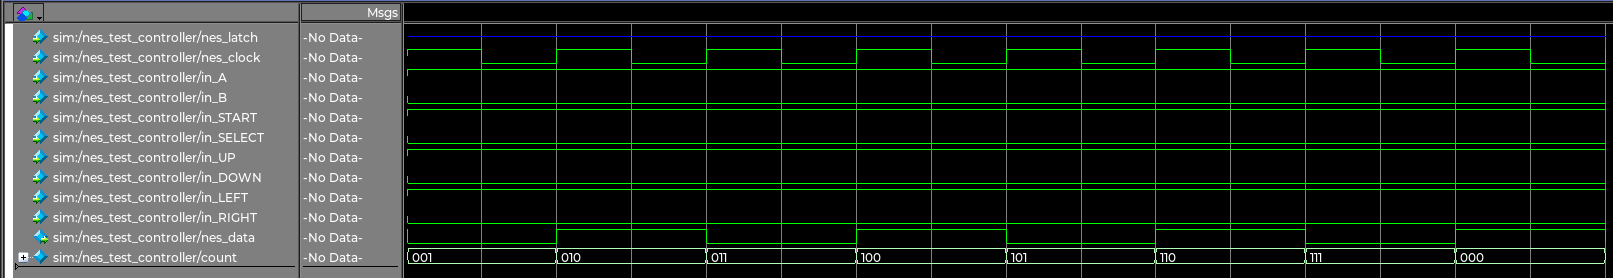 Msgs
sim:/nes_test_controller/nes_latch -No Data-
sim:/nes_test_controller/nes_clock -No Data-
sim:/nes_test_controller/in_A -No Data-
sim:/nes_test_controller/in_B -No Data-
sim:/nes_test_controller/in_START -No Data-
sim:/nes_test_controller/in_SELECT -No Data-
sim:/nes_test_controller/in_UP -No Data-
sim:/nes_test_controller/in_DOWN -No Data-
sim:/nes_test_controller/in_LEFT -No Data-
sim:/nes_test_controller/in_RIGHT -No Data-
sim:/nes_test_controller/nes_data -No Data-
sim:/nes_test_controller/count -No Data- 001 010 011 100 101 110 111 000